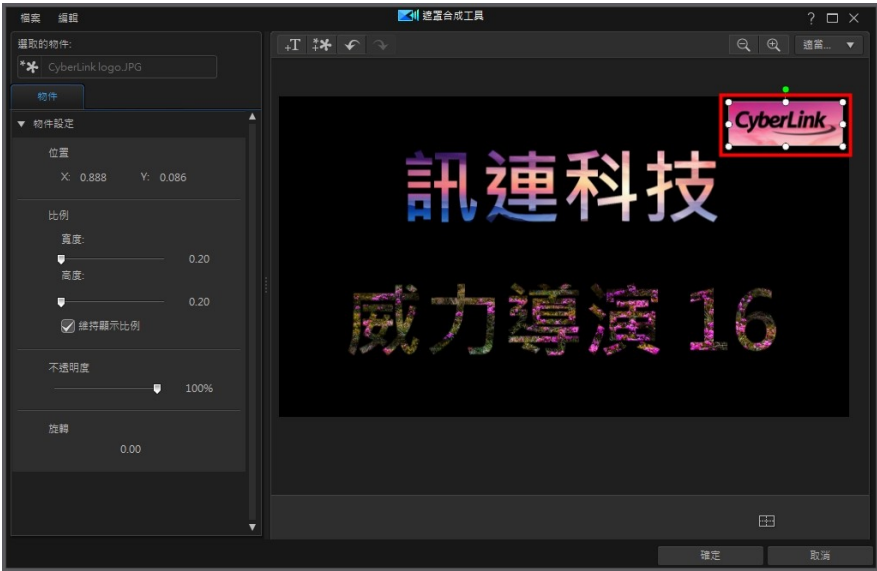 檔案 編輯
遮罩合成工具
選取的物件:
CyberLink logo.JPG
物件
物件設定
位置
X: 0.888 Y: 0.086
比例
寬度:
0.20
高度:
0.20
維持顯示比例
不透明度
100%
旋轉
0.00
+T
適當...
CyberLink
訊連科技
威力導演 16
確定 取消